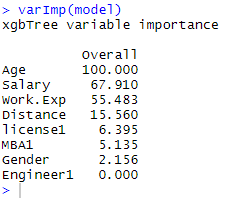 > varImp(model)
xgbTree variable importance
Overall
Age 100.000
Salary 67.910
Work.Exp 55.483
Distance 15.560
license1 6.395
MBA1 5.135
Gender 2.156
Engineer1 0.000
>